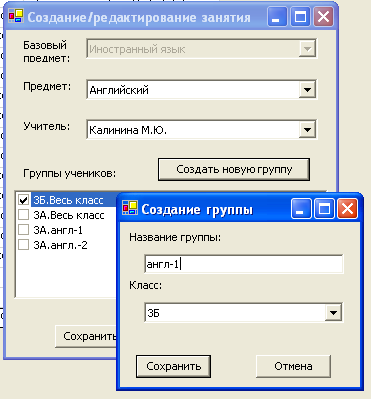 Создание/редактирование занятия
Базовый
предмет:
Иностранный язык
Предмет:
Английский
Учитель:
Калинина М.Ю.
Группы учеников:
Создать новую группу
3Б.Весь класс
3А.Весь класс
3А.англ-1
3А.англ.-2
Сохранить
Создание группы
Название группы:
англ-1
Класс:
3Б
Сохранить
Отмена